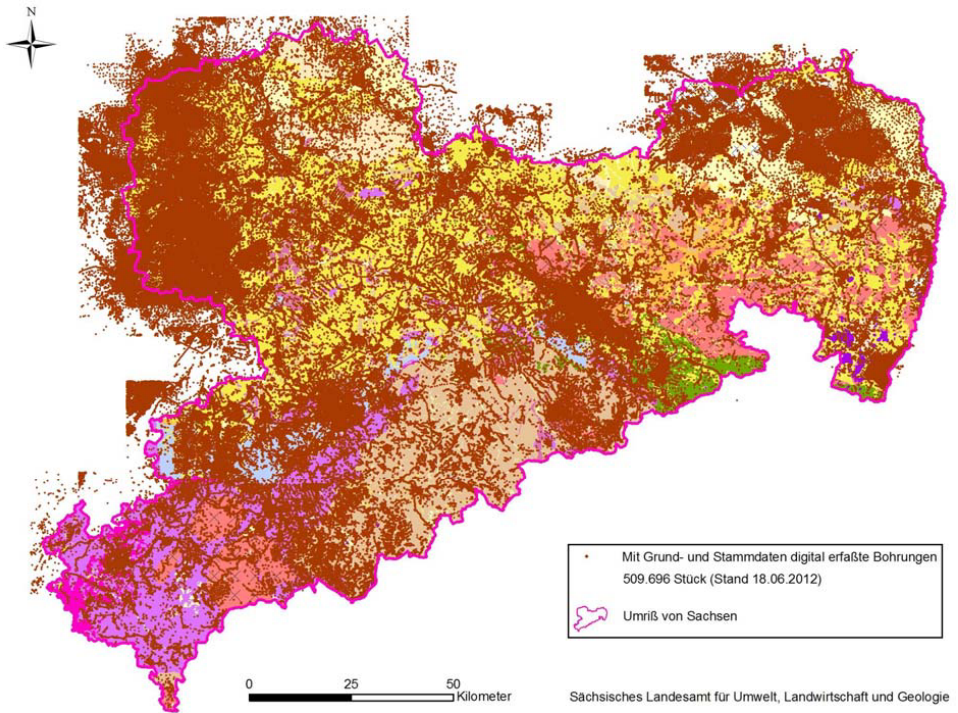 N
Mit Grund- und Stammdaten digital erfaßte Bohrungen
509.696 Stück (Stand 18.06.2012)
Umriß von Sachsen
0 25 50
Kilometer
Sächsisches Landesamt für Umwelt, Landwirtschaft und Geologie